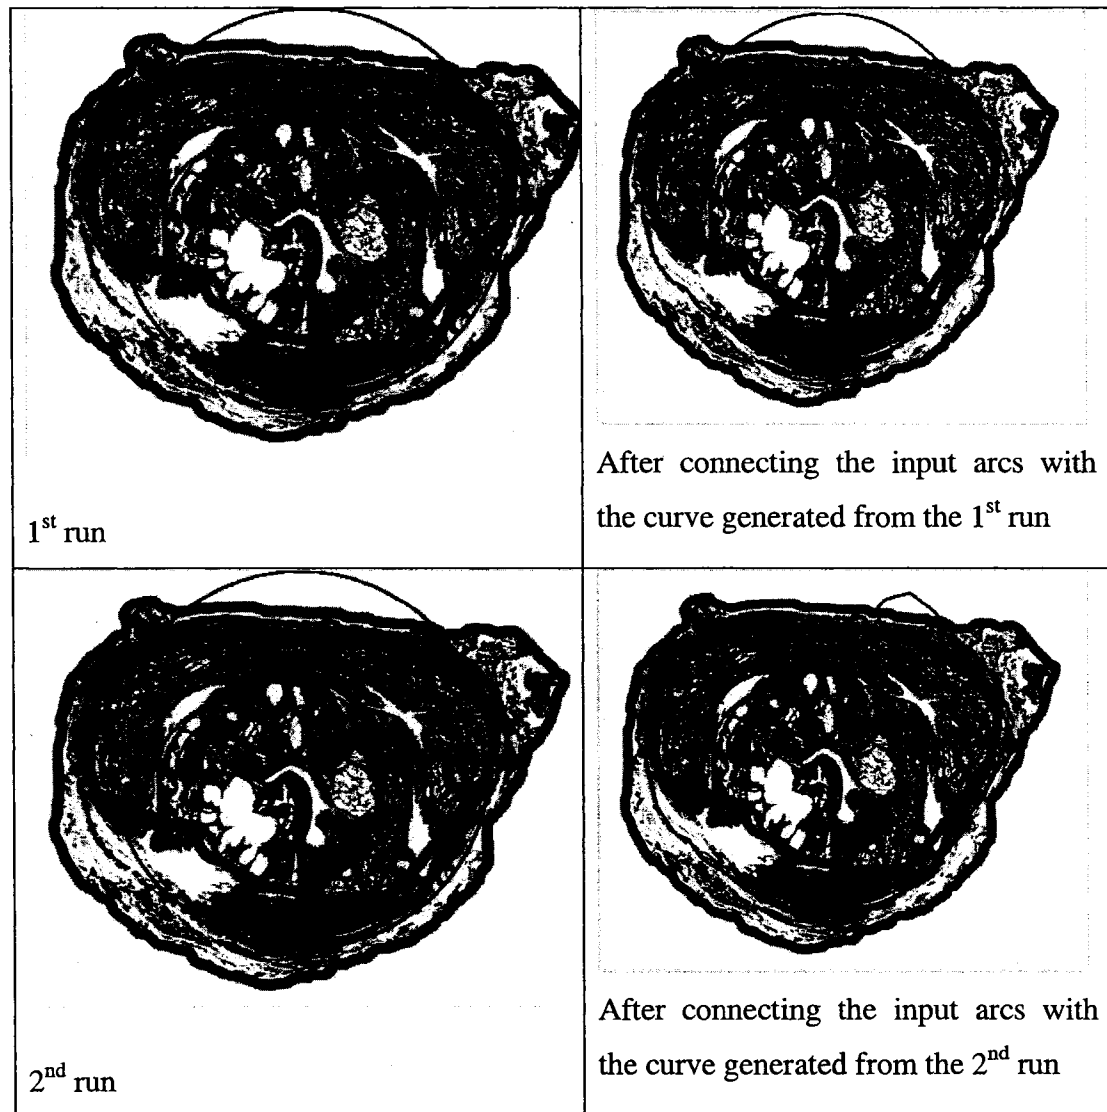 1st run
After connecting the input arcs with
the curve generated from the 1st run
2nd run
After connecting the input arcs with
the curve generated from the 2nd run